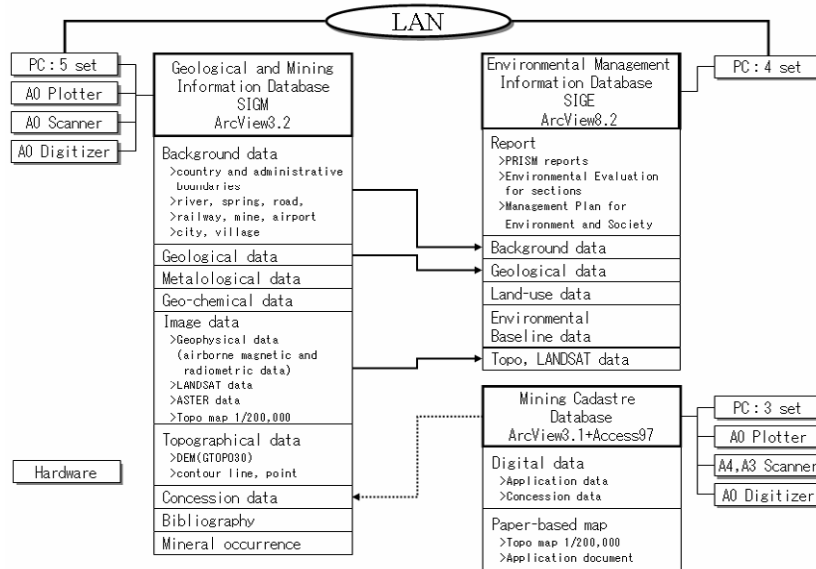 LAN
PC：5 set
A0 Plotter
A0 Scanner
A0 Digitizer
Geological and Mining
Information Database
SIGM
ArcView3.2
Background data
>country and administrative
boundaries
>river, spring, road,
>railway, mine, airport
>city, village
Geological data
Metalological data
Geo-chemical data
Image data
>Geophysical data
(airborne magnetic and
radiometric data)
>LANDSAT data
>ASTER data
>Topo map 1/200,000
Topographical data
>DEM(GTOPO30)
>contour line, point
Concession data
Bibliography
Mineral occurrence
Hardware
Environmental Management
Information Database
SIGE
ArcView8.2
Report
>PRISM reports
>Environmental Evaluation
for sections
>Management Plan for
Environment and Society
Background data
Geological data
Land-use data
Environmental
Baseline data
Topo, LANDSAT data
PC：4 set
Mining Cadastre
Database
ArcView3.1+Access97
Digital data
>Application data
>Concession data
Paper-based map
>Topo map 1/200,000
>Application document
PC：3 set
A0 Plotter
A4,A3 Scanner
A0 Digitizer